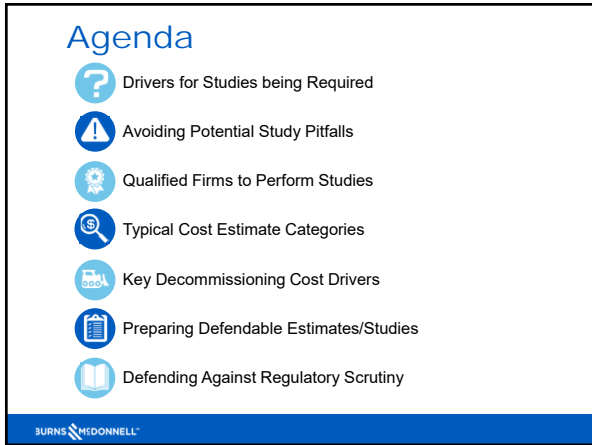 Agenda
Drivers for Studies being Required
Avoiding Potential Study Pitfalls
Qualified Firms to Perform Studies
Typical Cost Estimate Categories
Key Decommissioning Cost Drivers
Preparing Defendable Estimates/Studies
Defending Against Regulatory Scrutiny
BURNS McDONNELL